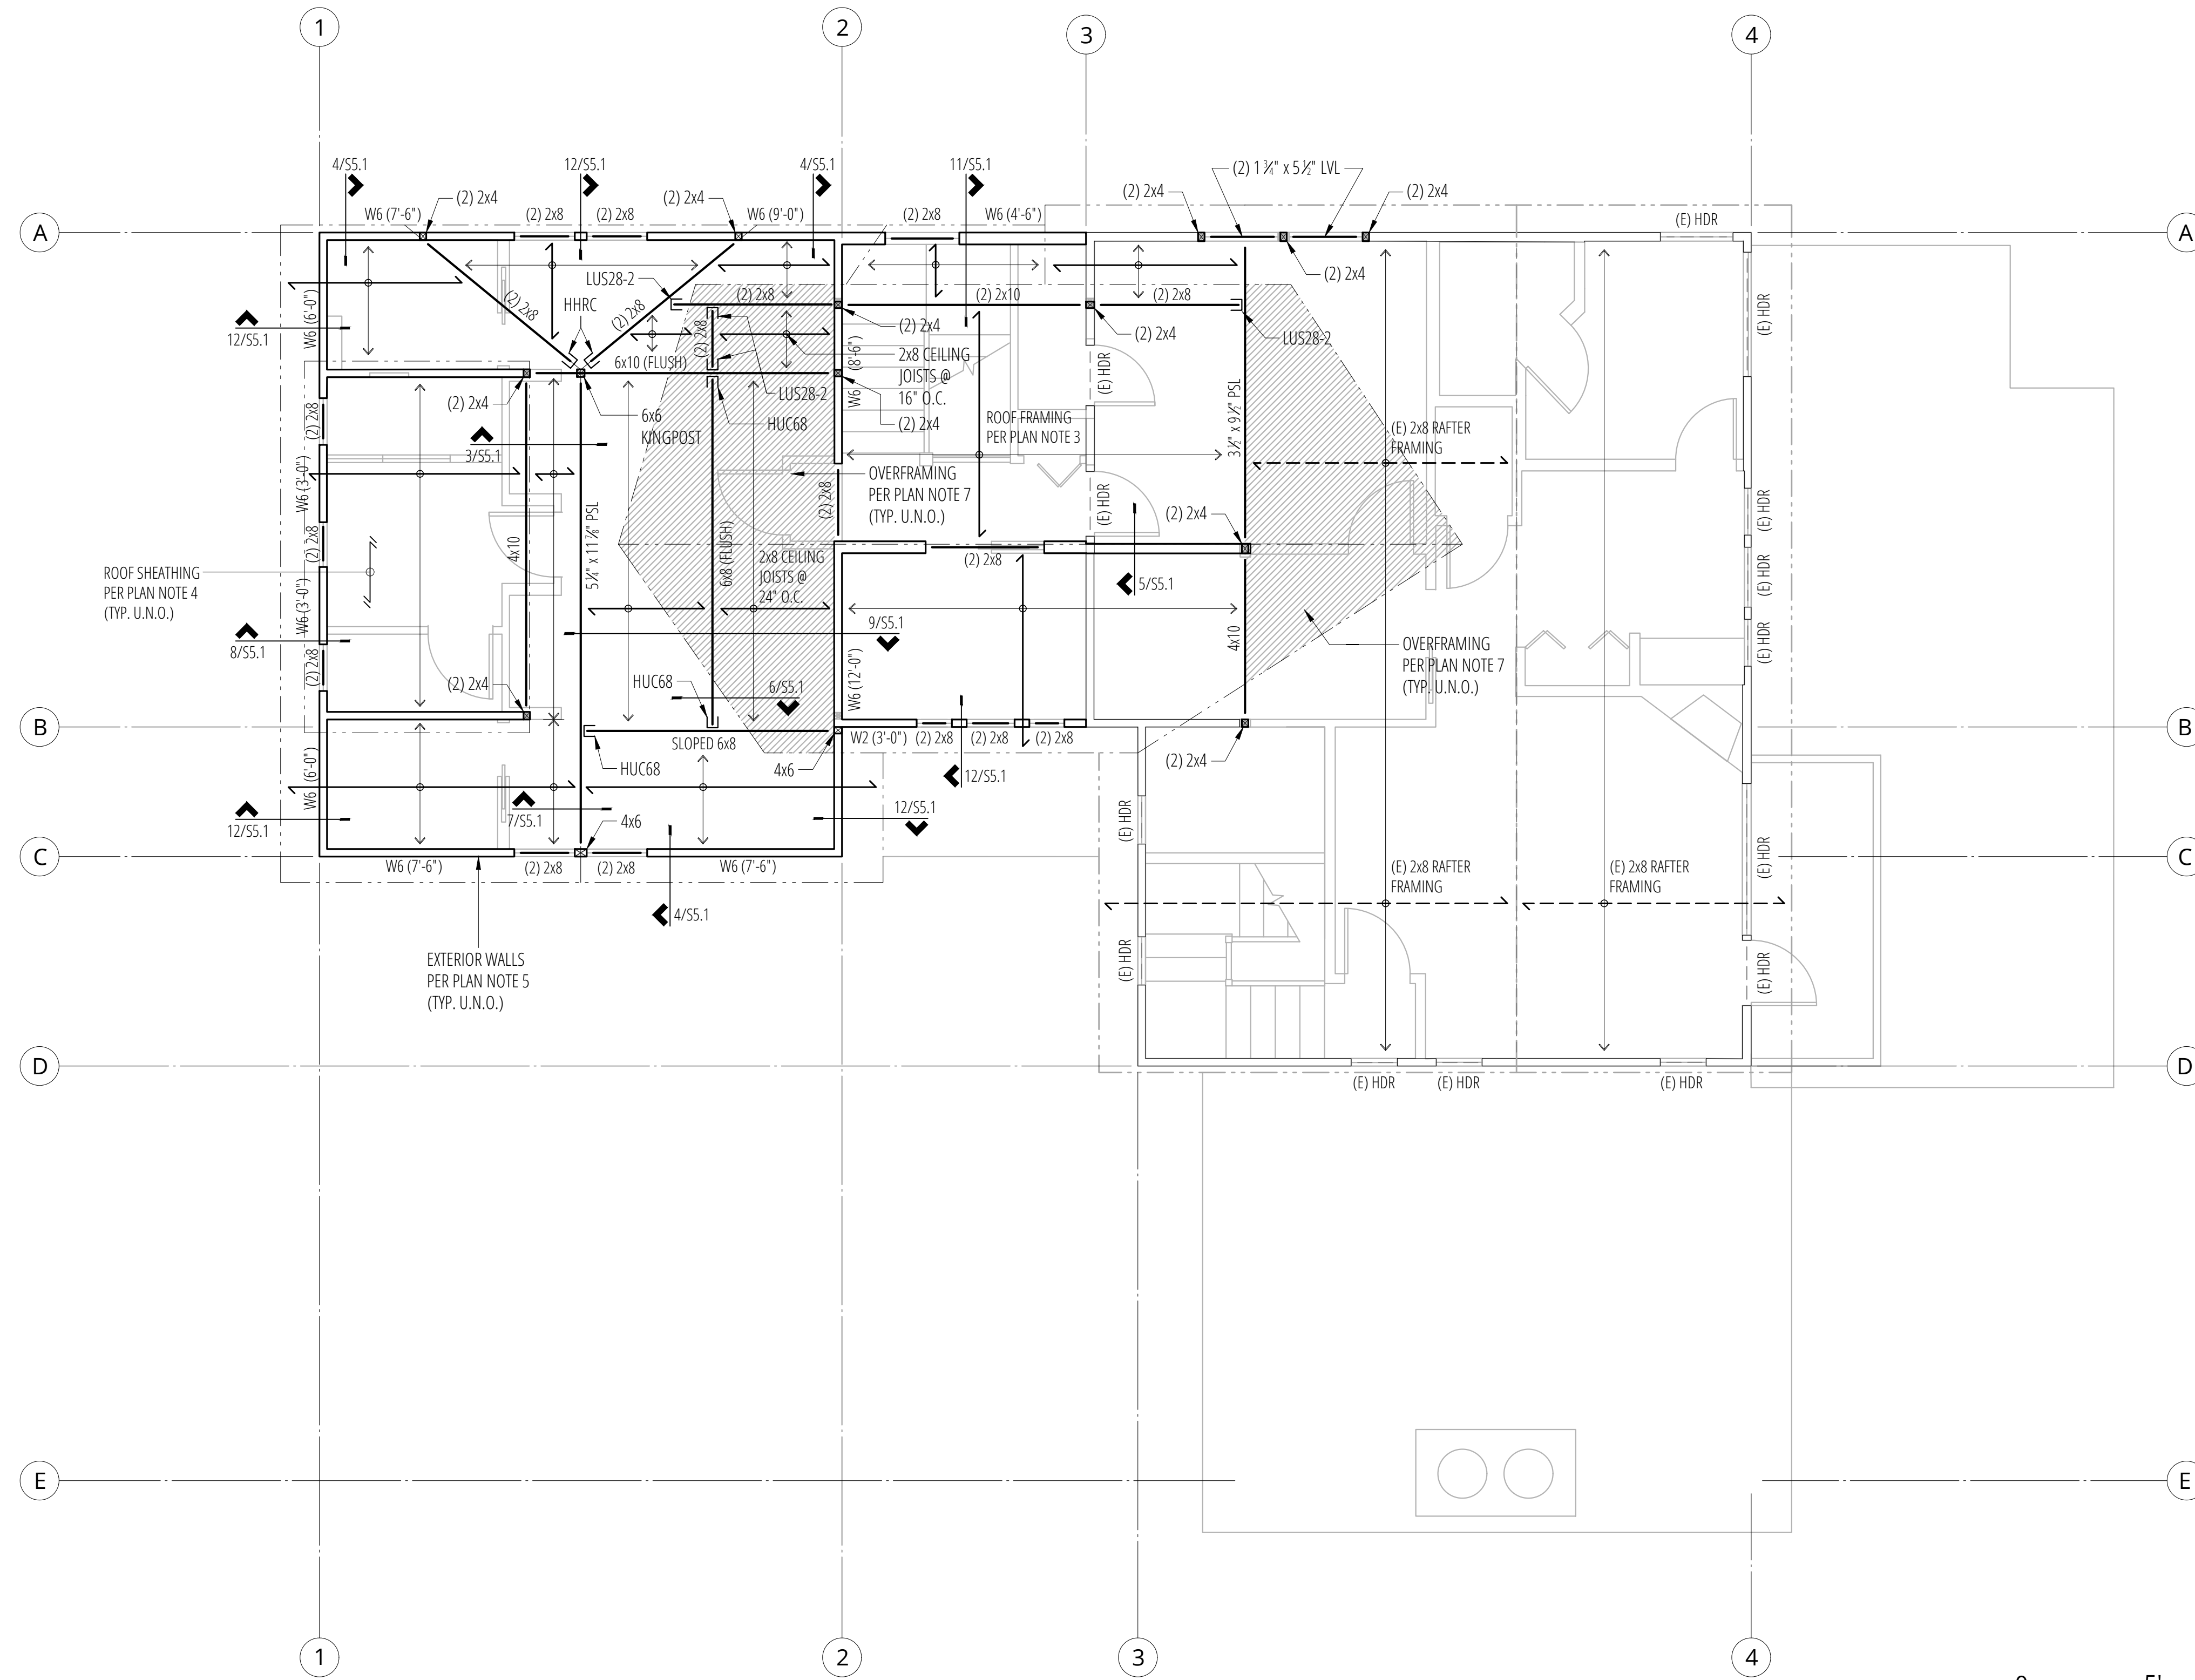 1
2
3
4
4/S5.1
12/S5.1
4/S5.1
11/S5.1
(2) 1 ¾" x 5 ½" LVL
(2) 2x4
(2) 2x4
(2) 2x4
(2) 2x4
W6 (7'-6")
(2) 2x8
(2) 2x8
W6 (9'-0")
(2) 2x8
W6 (4'-6")
(E) HDR
A
A
(2) 2x4
LUS28-2
(2) 2x8
HHRC
(2) 2x8
(2) 2x8
(2) 2x10
(2) 2x8
W6 (6'-0")
12/S5.1
(2) 2x8
(2) 2x4
(2) 2x4
LUS28-2
(E) HDR
6x10 (FLUSH)
W6 (8'-6")
2x8 CEILING
JOISTS @
16" O.C.
(E) HDR
LUS28-2
(2) 2x4
(2) 2x8
6x6
KINGPOST
HUC68
(2) 2x4
ROOF FRAMING
PER PLAN NOTE 3
3 ½" x 9 ½" PSL
(E) 2x8 RAFTER
FRAMING
3/S5.1
W6 (3'-0")
OVERFRAMING
PER PLAN NOTE 7
(TYP. U.N.O.)
(2) 2x8
(E) HDR
(2) 2x4
(E) HDR
5 ¼" x 11 ⅞" PSL
6x8 (FLUSH)
4x10
(2) 2x8
2x8 CEILING
JOISTS @
24" O.C.
(2) 2x8
5/S5.1
(E) HDR
ROOF SHEATHING
PER PLAN NOTE 4
(TYP. U.N.O.)
W6 (3'-0")
8/S5.1
9/S5.1
4x10
OVERFRAMING
PER PLAN NOTE 7
(TYP. U.N.O.)
(E) HDR
(2) 2x8
(2) 2x4
HUC68
6/S5.1
W6 (12'-0")
B
B
SLOPED 6x8
W2 (3'-0")
(2) 2x8
(2) 2x8
(2) 2x8
(2) 2x4
HUC68
4x6
12/S5.1
W6 (6'-0")
12/S5.1
7/S5.1
4x6
12/S5.1
(E) HDR
C
C
W6 (7'-6")
(2) 2x8
(2) 2x8
W6 (7'-6")
(E) HDR
(E) 2x8 RAFTER
FRAMING
(E) 2x8 RAFTER
FRAMING
4/S5.1
EXTERIOR WALLS
PER PLAN NOTE 5
(TYP. U.N.O.)
(E) HDR
(E) HDR
D
D
(E) HDR
(E) HDR
(E) HDR
E
E
1
2
3
4